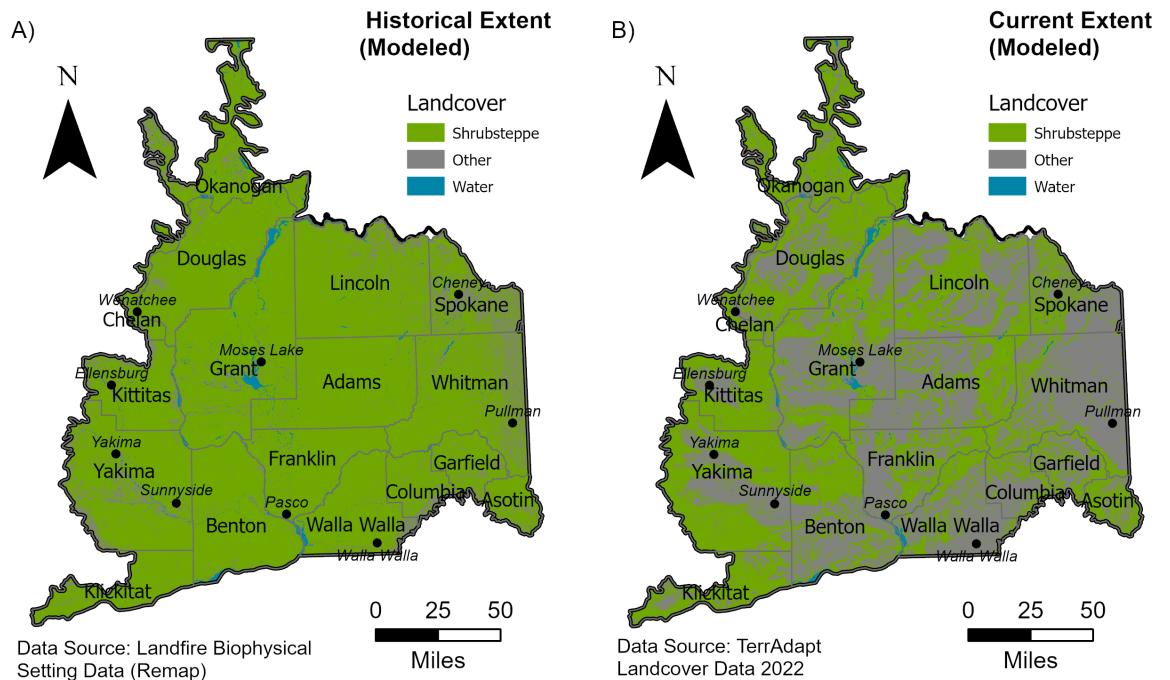 A)
Historical Extent
(Modeled)
N
Landcover
Shrubsteppe
Other
Water
Okanogan
Douglas
Lincoln
Cheney
Spokane
Wenatchee
Chelan
Moses Lake
Grant
Adams
Whitman
Ellensburg
Kittitas
Pullman
Yakima
Yakima
Franklin
Garfield
Sunnyside
Columbia
Asotin
Pasco
Benton
Walla Walla
Walla Walla
Klickitat
0 25 50
Miles
Data Source: Landfire Biophysical
Setting Data (Remap)
B)
Current Extent
(Modeled)
N
Landcover
Shrubsteppe
Other
Water
Okanogan
Douglas
Lincoln
Cheney
Spokane
Wenatchee
Chelan
Moses Lake
Grant
Adams
Whitman
Ellensburg
Kittitas
Pullman
Yakima
Yakima
Franklin
Garfield
Sunnyside
Columbia
Asotin
Pasco
Benton
Walla Walla
Walla Walla
Klickitat
0 25 50
Miles
Data Source: TerrAdapt
Landcover Data 2022